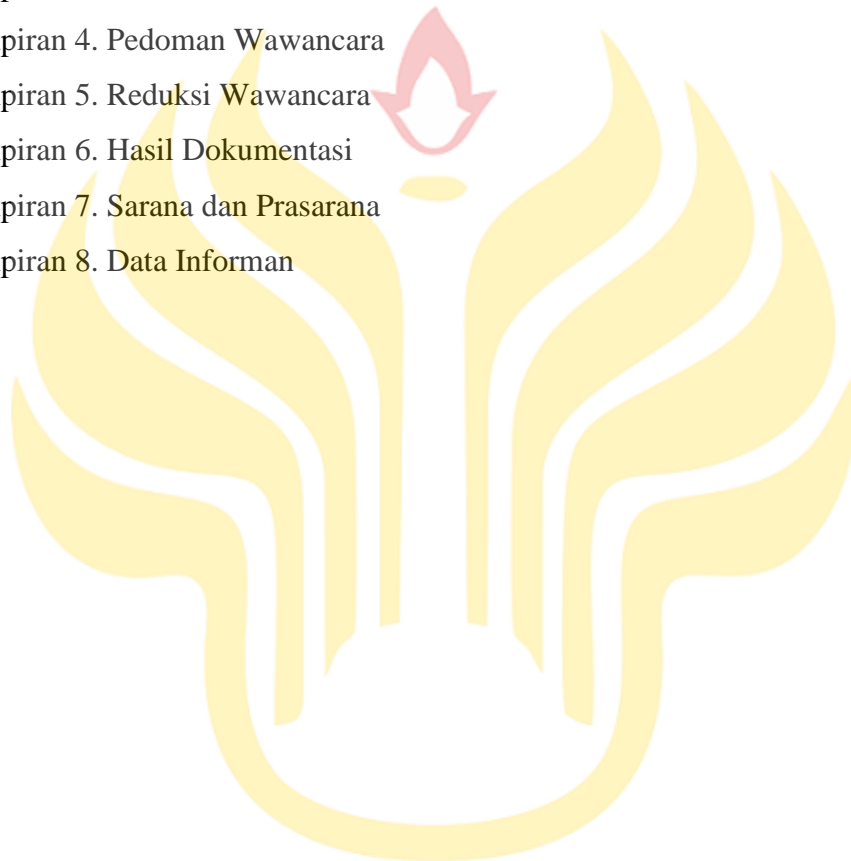 piran 4. Pedoman Wawancara
piran 5. Reduksi Wawancara
piran 6. Hasil Dokumentasi
piran 7. Sarana dan Prasarana
piran 8. Data Informan